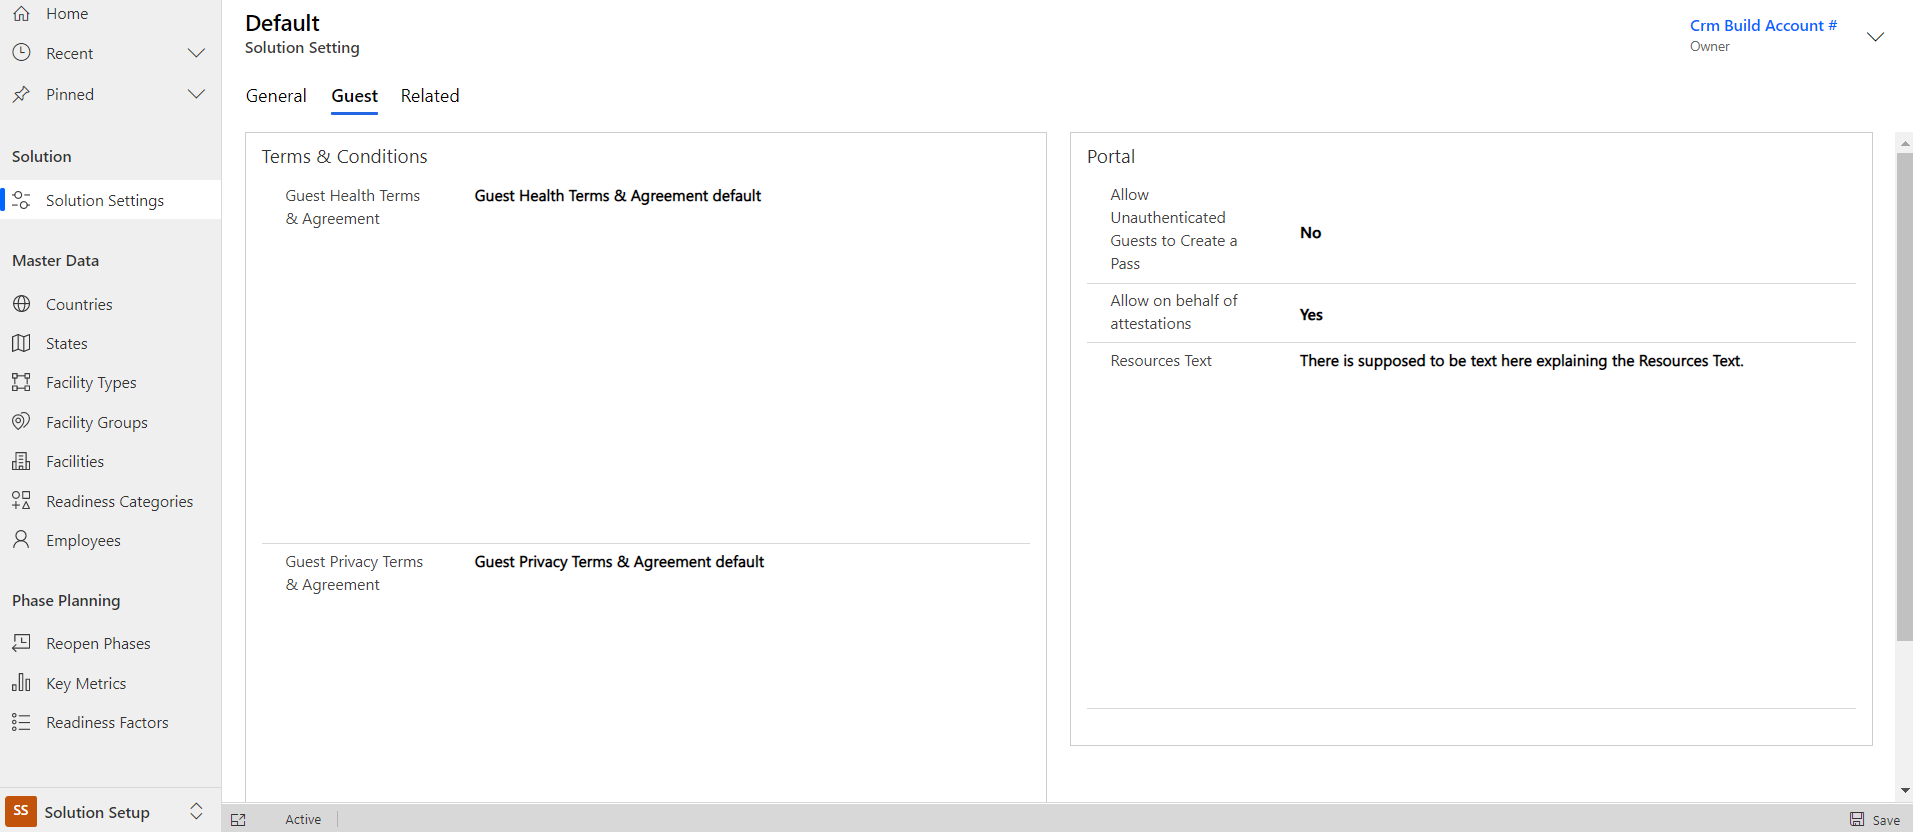 Home
Recent
Pinned
Solution
Solution Settings
Master Data
Countries
States
Facility Types
Facility Groups
Facilities
Readiness Categories
Employees
Phase Planning
Reopen Phases
Key Metrics
Readiness Factors
SS
Solution Setup
Default
Solution Setting
Crm Build Account #
Owner
General
Guest
Related
Terms & Conditions
Guest Health Terms
& Agreement
Guest Health Terms & Agreement default
Guest Privacy Terms
& Agreement
Guest Privacy Terms & Agreement default
Portal
Allow
Unauthenticated
Guests to Create a
Pass
No
Allow on behalf of
attestations
Yes
Resources Text
There is supposed to be text here explaining the Resources Text.
Active
Save